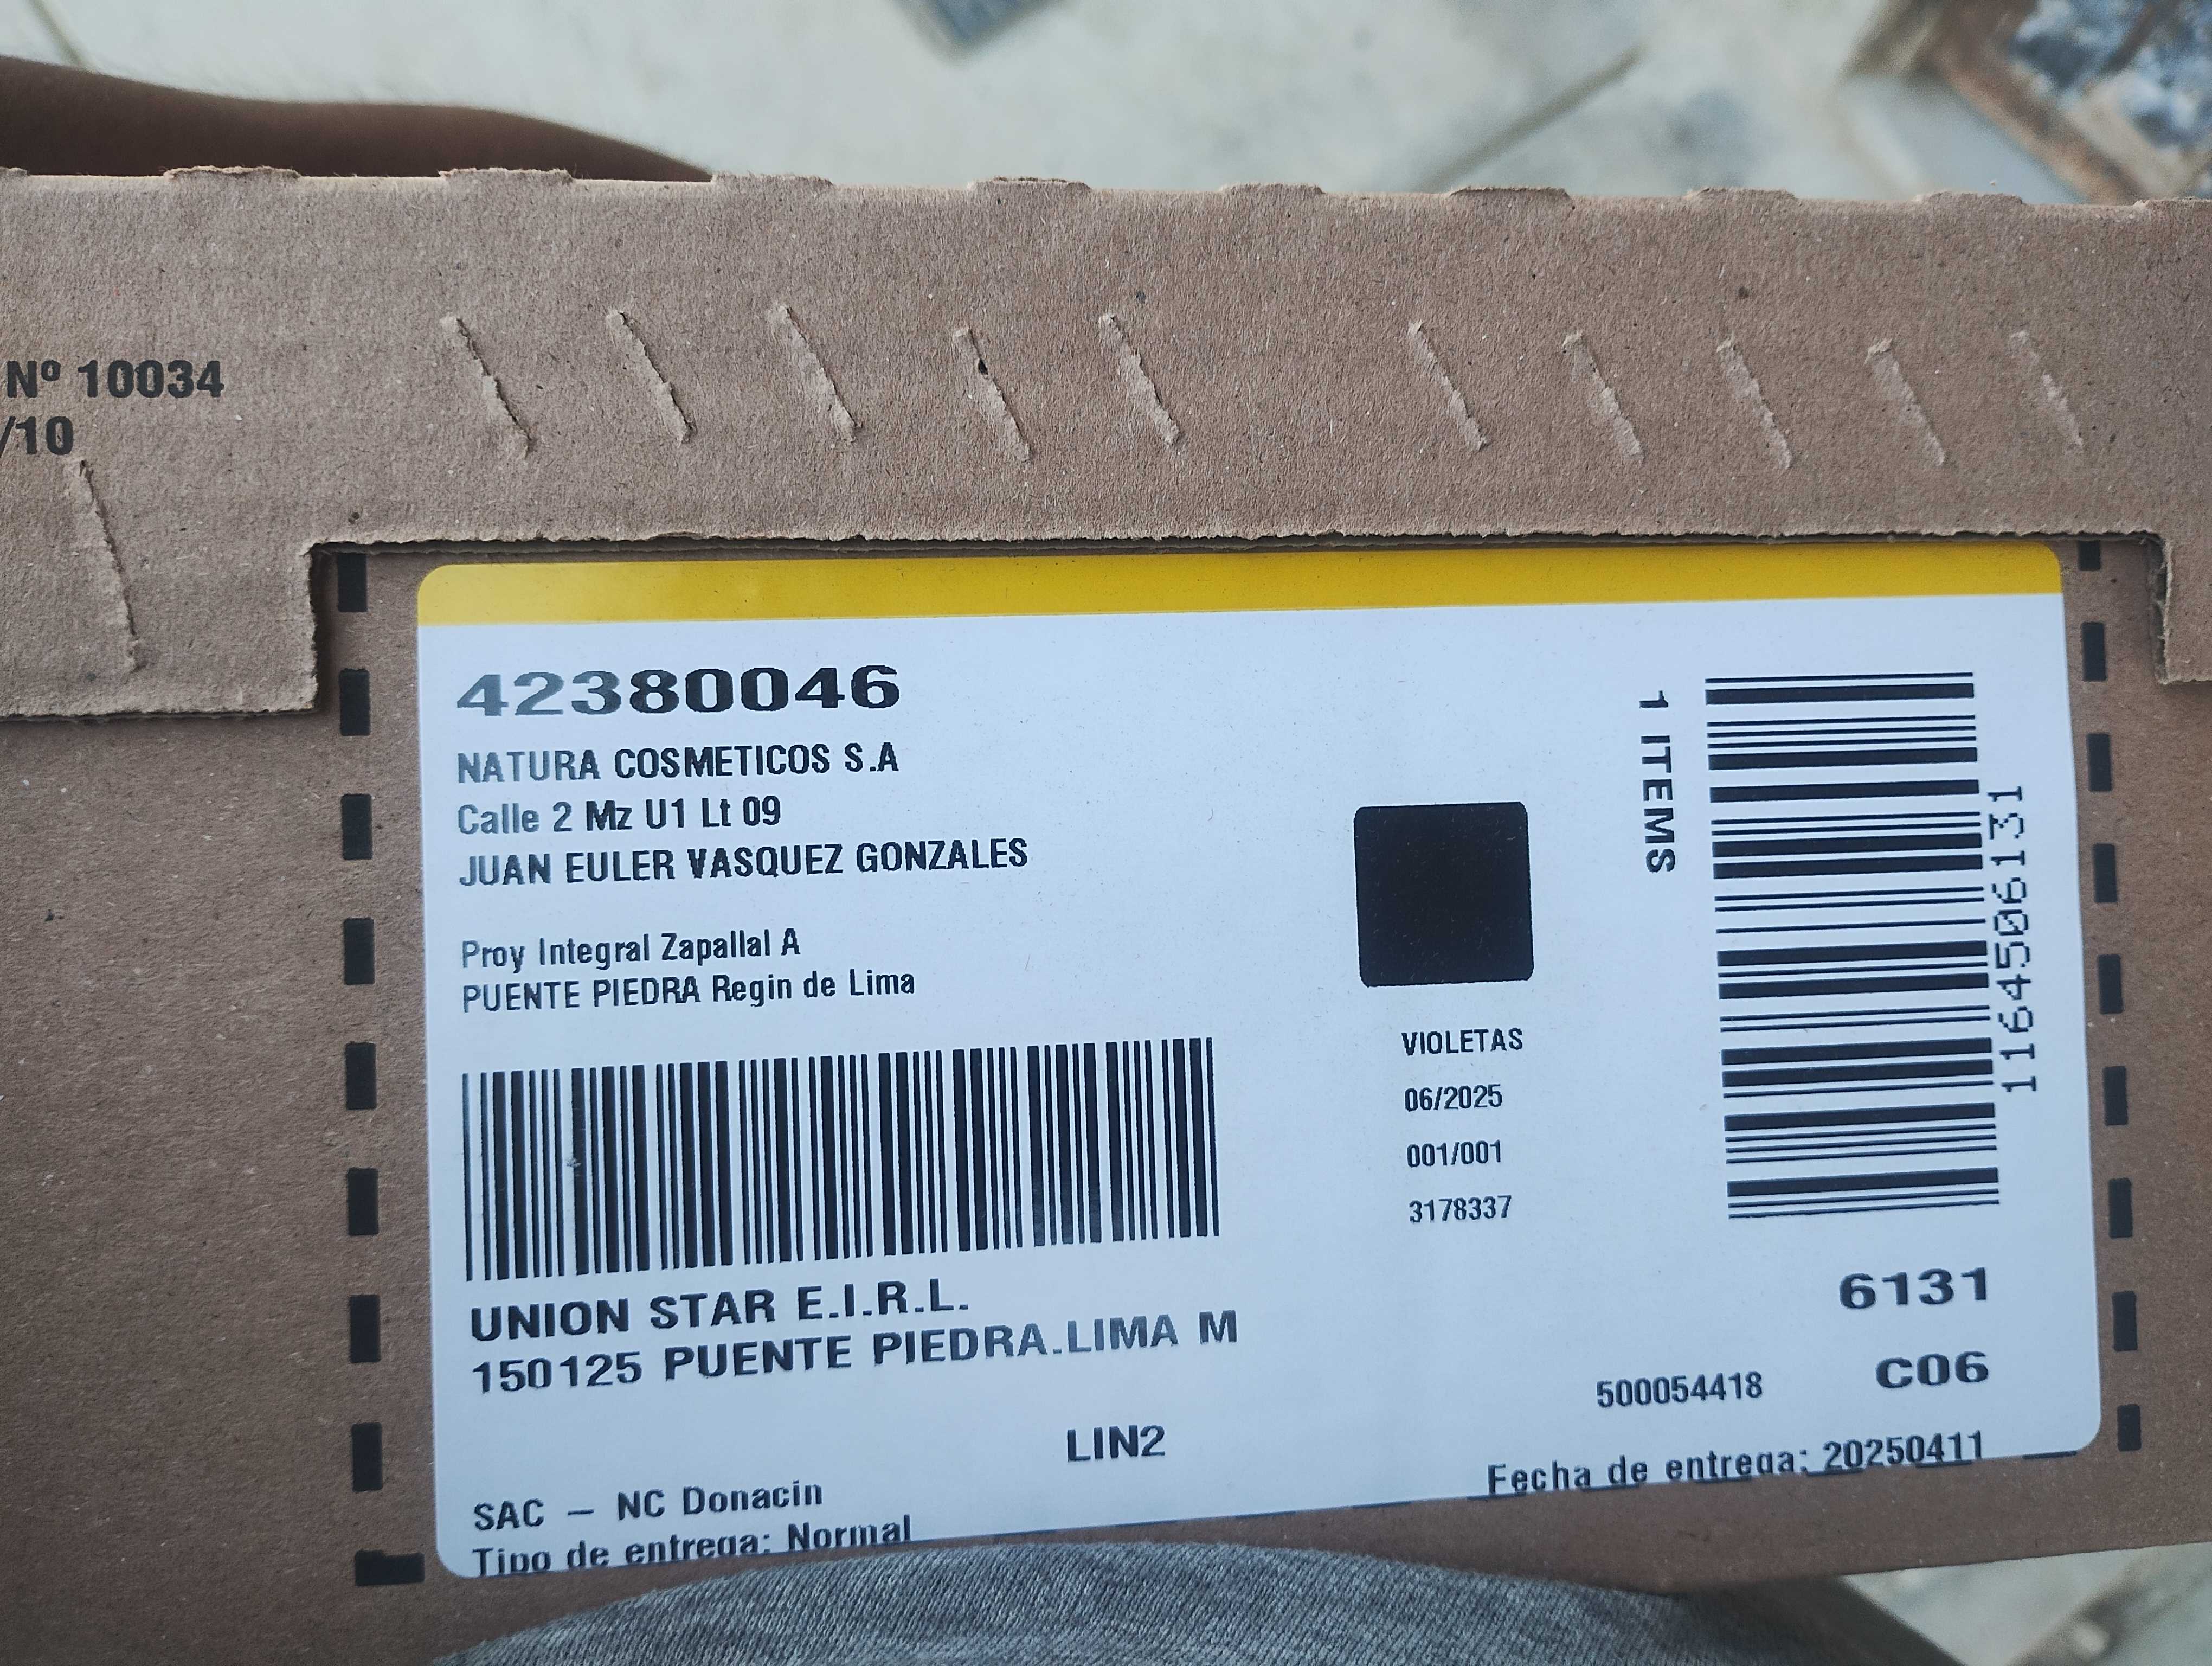 Nº 10034
/10
42380046
NATURA COSMETICOS S.A
Calle 2 Mz U1 Lt 09
JUAN EULER VASQUEZ GONZALES
Proy Integral Zapallal A
PUENTE PIEDRA Regin de Lima
UNION STAR E.I.R.L.
150125 PUENTE PIEDRA.LIMA M
LIN2
SAC – NC Donacin
Tipo de entrega: Normal
VIOLETAS
06/2025
001/001
3178337
1 ITEMS
116450613​1
6131
500054418 C06
Fecha de entrega: 20250411